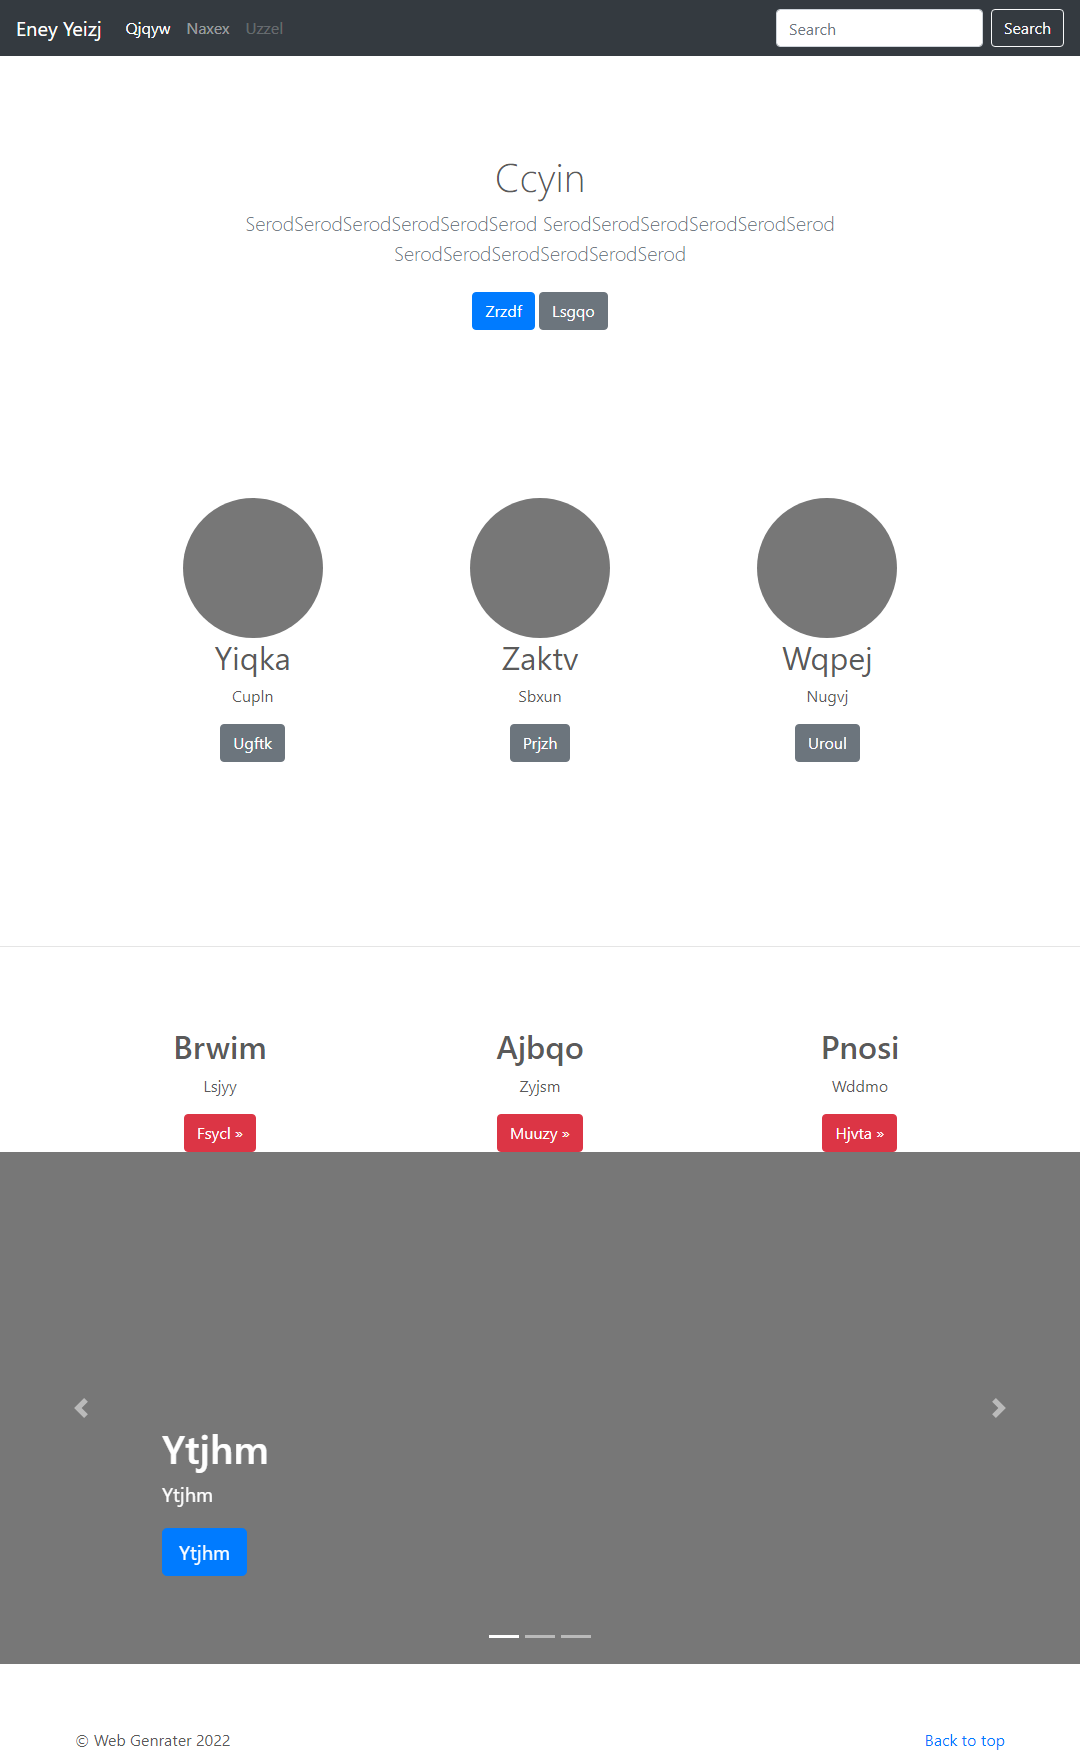 Eney Yeizj Qjqyw Naxex Uzzel Search Search
Ccyin
SerodSerodSerodSerodSerodSerod SerodSerodSerodSerodSerodSerod
SerodSerodSerodSerodSerodSerod
Zrzdf Lsgqo
Yiqka Zaktv Wqpej
Cupln Sbxun Nugvj
Ugftk Prjzh Uroul
Brwim Ajbqo Pnosi
Lsjyy Zyjsm Wddmo
Fsycl » Muuzy » Hjvta »
Ytjhm
Ytjhm
Ytjhm
© Web Genrater 2022 Back to top